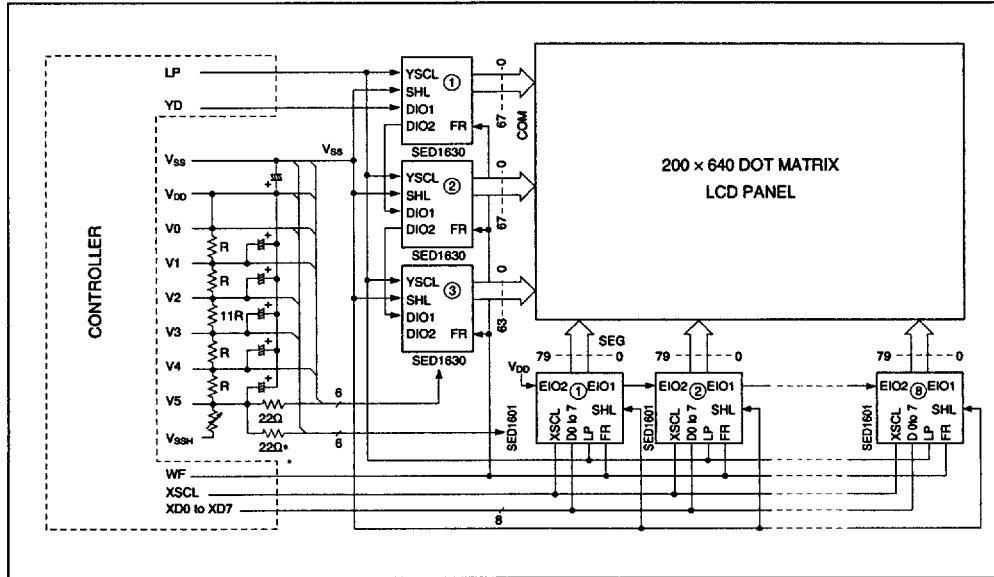 CONTROLLER
LP
YD
VSS
VDD
V0
V1
V2
V3
V4
V5
VSSH
R
R
11R
R
R
22Ω
22Ω*
6
6
WF
XSCL
XD0 to XD7
8
VSS
YSCL
SHL
DIO1
DIO2 FR
①
SED1630
YSCL
SHL
DIO1
DIO2 FR
②
SED1630
YSCL
SHL
DIO1
DIO2 FR
③
SED1630
67 0
67 0
63 0
COM
200 × 640 DOT MATRIX
LCD PANEL
SEG
79 0
79 0
79 0
VDD
EIO2 EIO1
①
SHL
XSCL
D0 to 7
LP
FR
SED1601
EIO2 EIO1
②
SHL
XSCL
D0 to 7
LP
FR
SED1601
EIO2 EIO1
⑧
SHL
XSCL
D 0to 7
LP
FR
SED1601